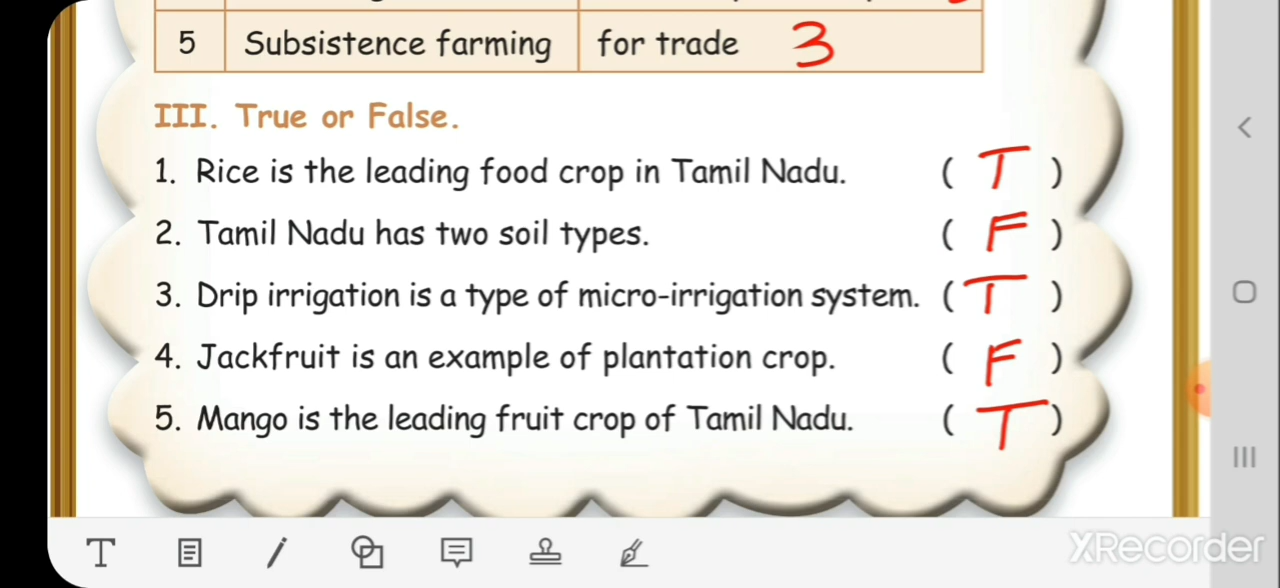 5 Subsistence farming for trade 3
III. True or False.
1. Rice is the leading food crop in Tamil Nadu. ( T )
2. Tamil Nadu has two soil types. ( F )
3. Drip irrigation is a type of micro-irrigation system. ( T )
4. Jackfruit is an example of plantation crop. ( F )
5. Mango is the leading fruit crop of Tamil Nadu. ( T )
T
XRecorder